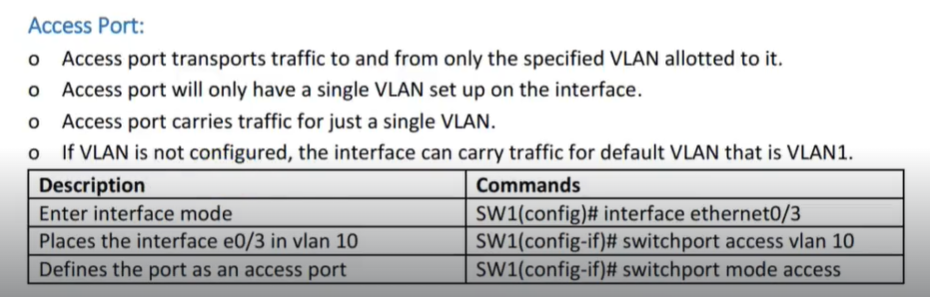 Access Port:
o Access port transports traffic to and from only the specified VLAN allotted to it.
o Access port will only have a single VLAN set up on the interface.
o Access port carries traffic for just a single VLAN.
o If VLAN is not configured, the interface can carry traffic for default VLAN that is VLAN1.
Description Commands
Enter interface mode SW1(config)# interface ethernet0/3
Places the interface e0/3 in vlan 10 SW1(config-if)# switchport access vlan 10
Defines the port as an access port SW1(config-if)# switchport mode access